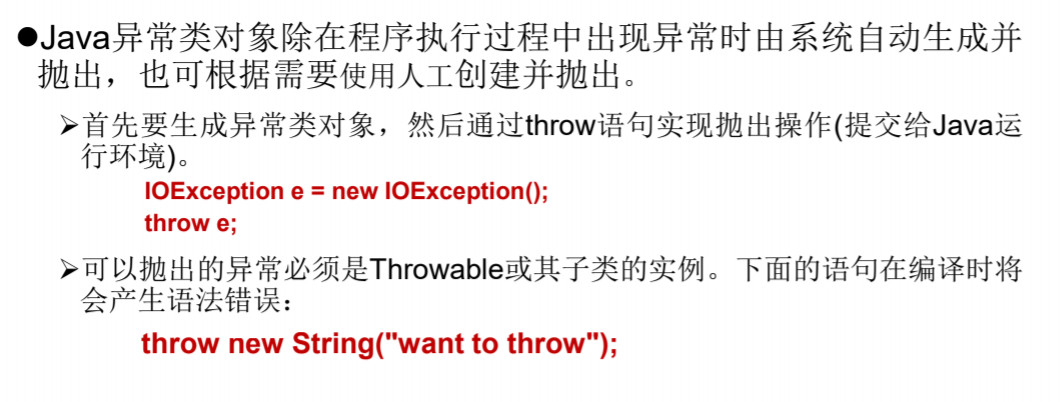 ●Java异常类对象除在程序执行过程中出现异常时由系统自动生成并
抛出，也可根据需要使用人工创建并抛出。
➢首先要生成异常类对象，然后通过throw语句实现抛出操作(提交给Java运
行环境)。
IOException e = new IOException();
throw e;
➢可以抛出的异常必须是Throwable或其子类的实例。下面的语句在编译时将
会产生语法错误：
throw new String("want to throw");